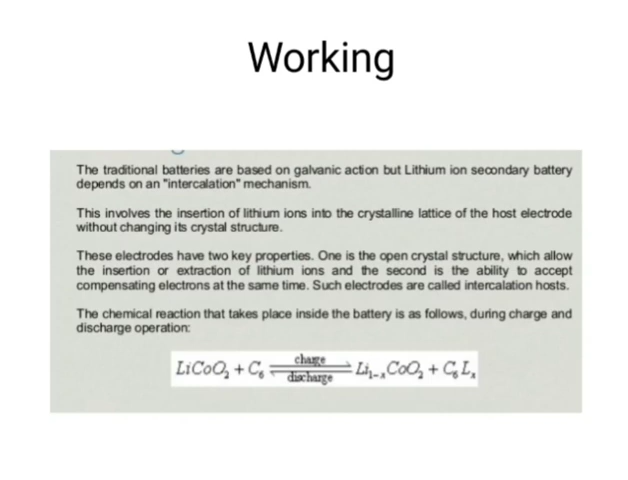 Working
The traditional batteries are based on galvanic action but Lithium ion secondary battery
depends on an "intercalation" mechanism.
This involves the insertion of lithium ions into the crystalline lattice of the host electrode
without changing its crystal structure.
These electrodes have two key properties. One is the open crystal structure, which allow
the insertion or extraction of lithium ions and the second is the ability to accept
compensating electrons at the same time. Such electrodes are called intercalation hosts.
The chemical reaction that takes place inside the battery is as follows, during charge and
discharge operation:
LiCoO₂ + C₆ ⇌ (charge / discharge) Li₁₋ₓCoO₂ + C₆Lₓ